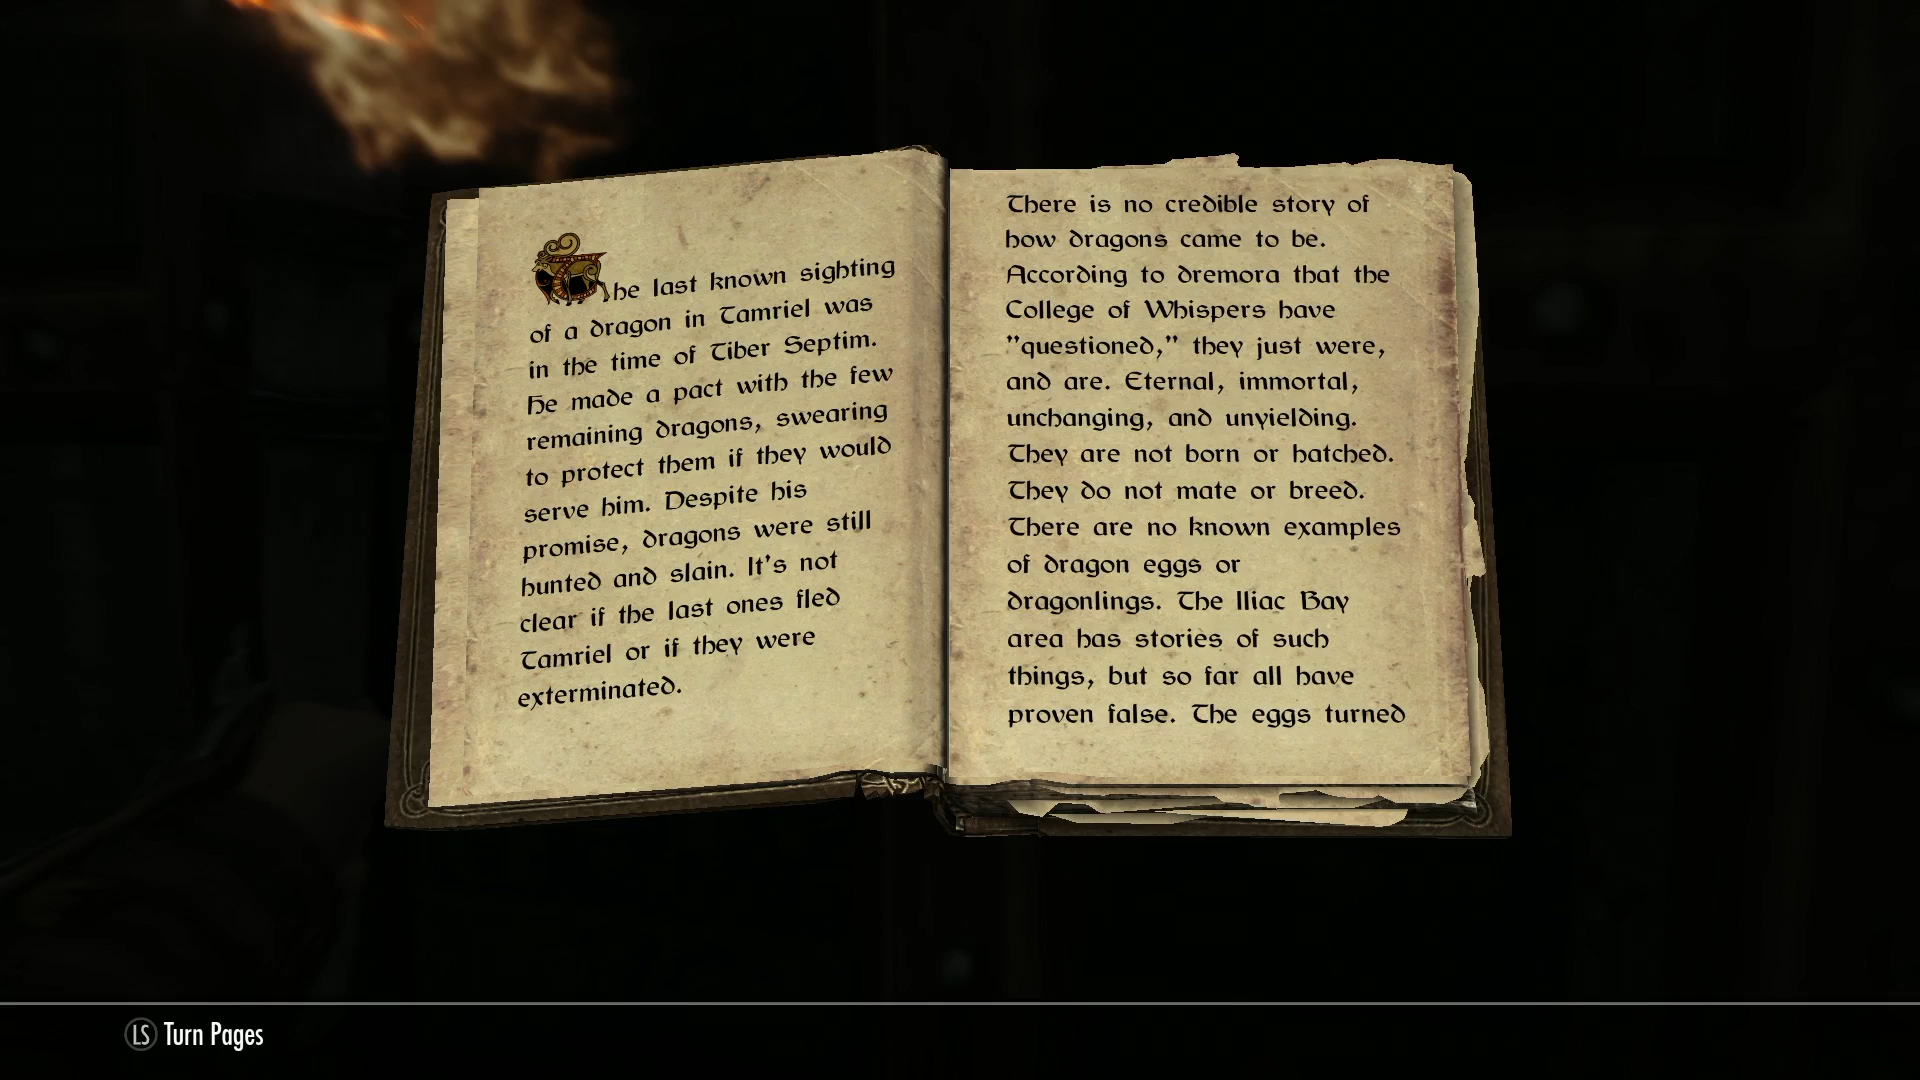 The last known sighting
of a dragon in Tamriel was
in the time of Tiber Septim.
He made a pact with the few
remaining dragons, swearing
to protect them if they would
serve him. Despite his
promise, dragons were still
hunted and slain. It's not
clear if the last ones fled
Tamriel or if they were
exterminated.
There is no credible story of
how dragons came to be.
According to dremora that the
College of Whispers have
"questioned," they just were,
and are. Eternal, immortal,
unchanging, and unyielding.
They are not born or hatched.
They do not mate or breed.
There are no known examples
of dragon eggs or
dragonlings. The Iliac Bay
area has stories of such
things, but so far all have
proven false. The eggs turned
LS Turn Pages